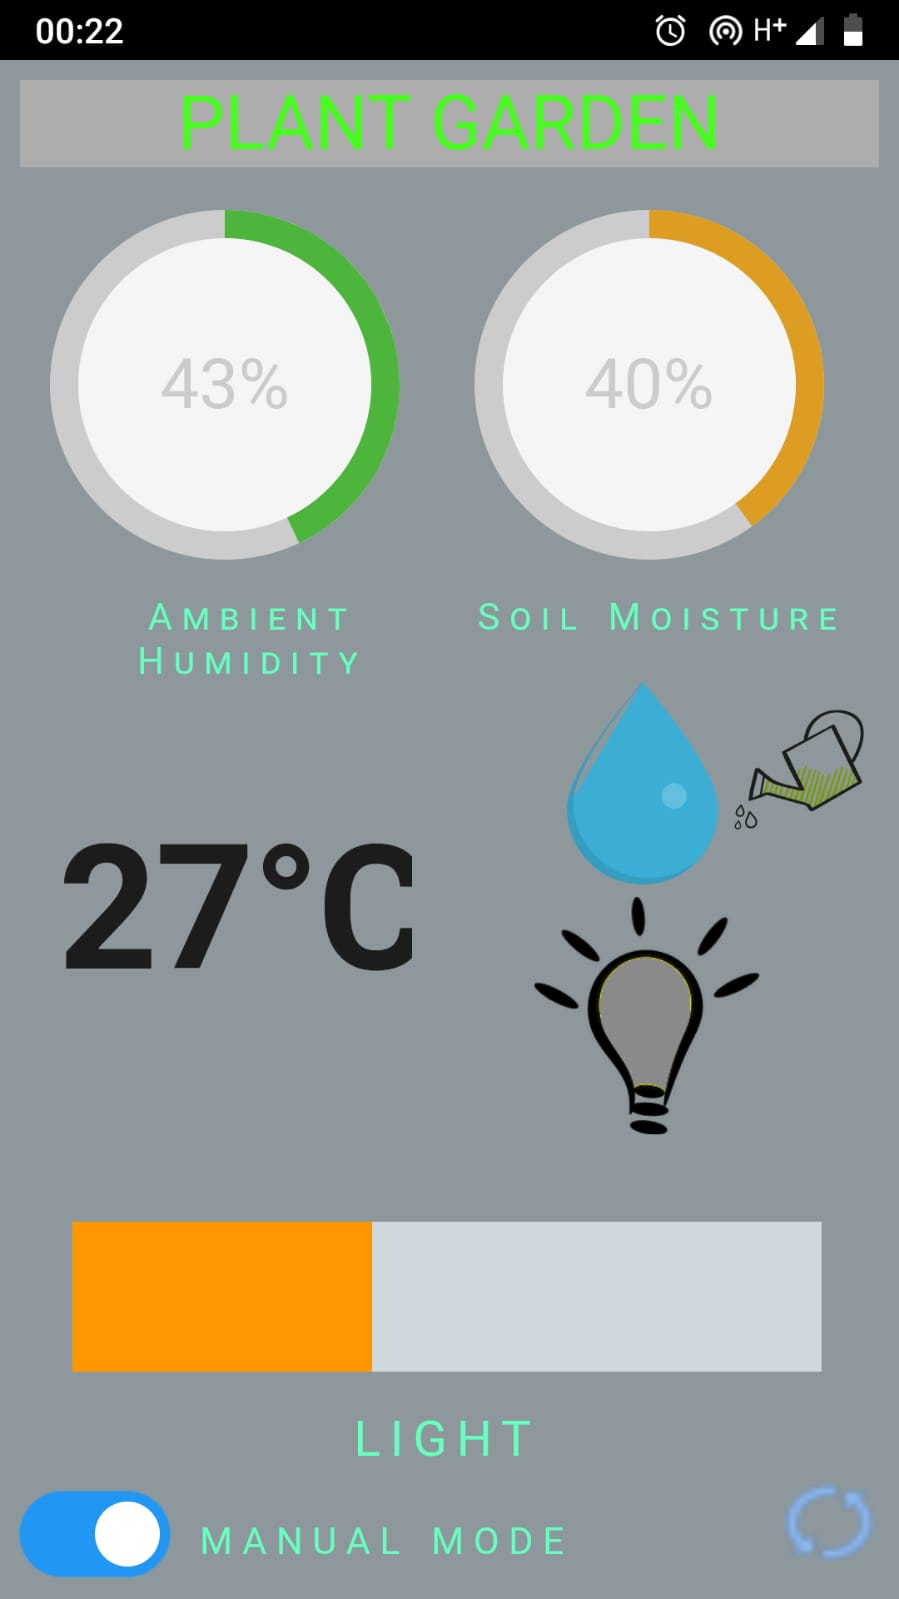 00:22
H+
PLANT GARDEN
43%
40%
AMBIENT
HUMIDITY
SOIL MOISTURE
27°C
LIGHT
MANUAL MODE